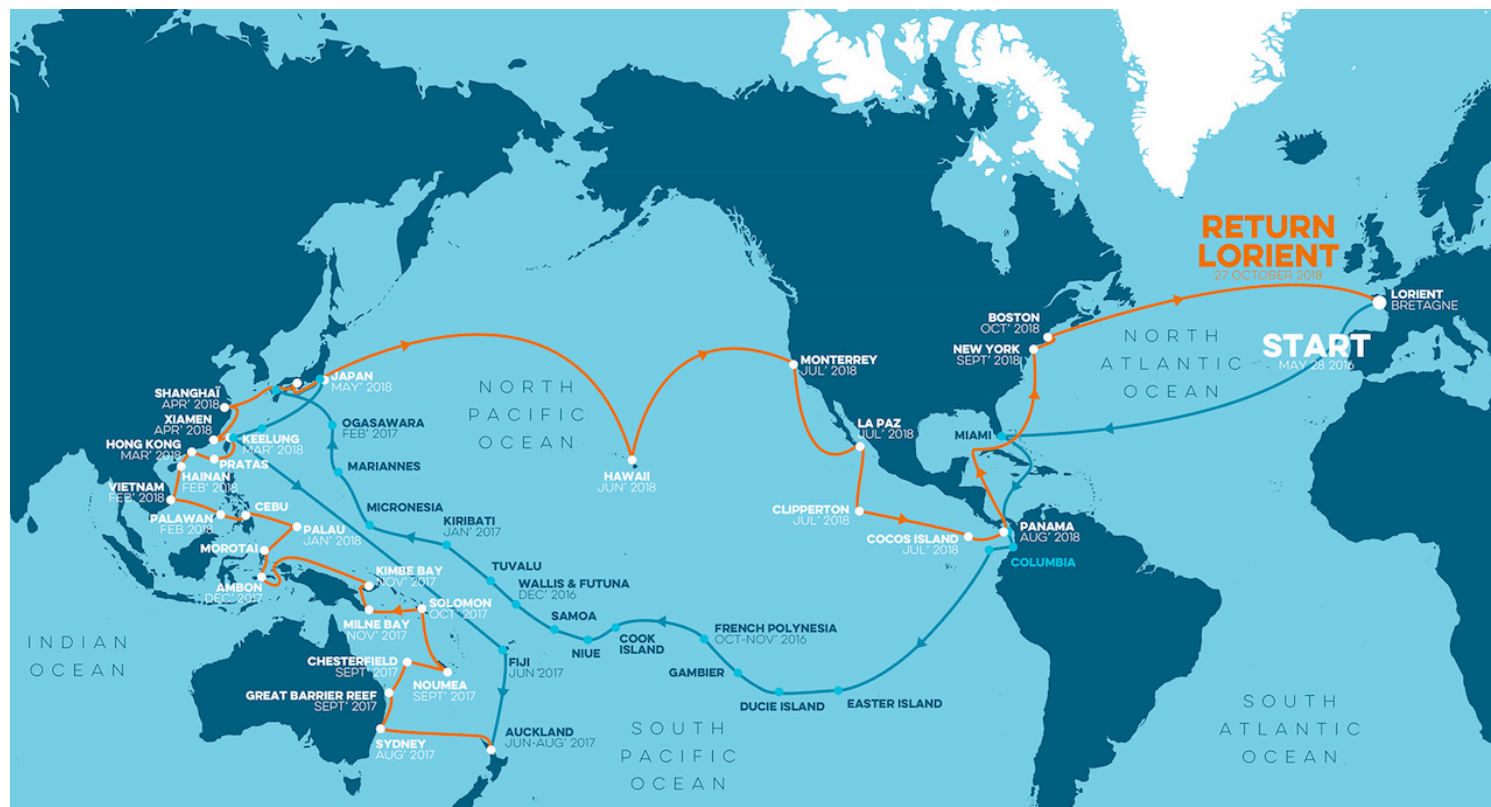 RETURN
LORIENT
27 OCTOBER 2018
LORIENT
BRETAGNE
START
MAY 28 2016
BOSTON
OCT' 2018
NEW YORK
SEPT' 2018
NORTH
ATLANTIC
OCEAN
MONTERREY
JUL' 2018
JAPAN
MAY' 2018
NORTH
PACIFIC
OCEAN
SHANGHAÏ
APR' 2018
XIAMEN
APR' 2018
OGASAWARA
FEB' 2017
LA PAZ
JUL' 2018
MIAMI
HONG KONG
MAR' 2018
KEELUNG
MAR' 2018
PRATAS
MARIANNES
HAWAII
JUN' 2018
HAINAN
FEB' 2018
VIETNAM
FEB' 2018
CEBU
MICRONESIA
CLIPPERTON
JUL' 2018
PALAWAN
FEB 2018
PALAU
JAN' 2018
KIRIBATI
JAN' 2017
PANAMA
AUG' 2018
COCOS ISLAND
JUL' 2018
MOROTAI
COLUMBIA
KIMBE BAY
NOV' 2017
TUVALU
AMBON
DEC' 2017
WALLIS & FUTUNA
DEC' 2016
SOLOMON
OCT' 2017
MILNE BAY
NOV' 2017
SAMOA
INDIAN
OCEAN
COOK
ISLAND
FRENCH POLYNESIA
OCT-NOV' 2016
NIUE
CHESTERFIELD
SEPT' 2017
FIJI
JUN '2017
GAMBIER
NOUMEA
SEPT' 2017
GREAT BARRIER REEF
SEPT' 2017
DUCIE ISLAND
EASTER ISLAND
SOUTH
ATLANTIC
OCEAN
SYDNEY
AUG' 2017
AUCKLAND
JUN-AUG' 2017
SOUTH
PACIFIC
OCEAN